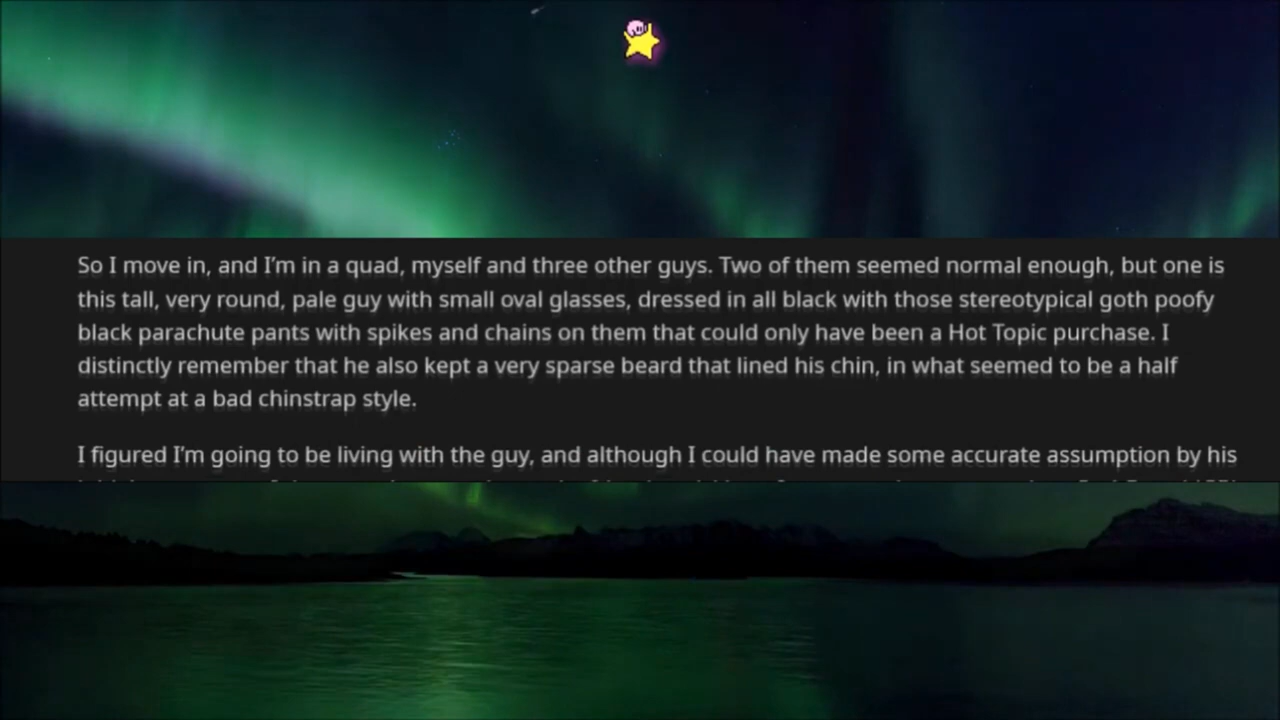 So I move in, and I'm in a quad, myself and three other guys. Two of them seemed normal enough, but one is
this tall, very round, pale guy with small oval glasses, dressed in all black with those stereotypical goth poofy
black parachute pants with spikes and chains on them that could only have been a Hot Topic purchase. I
distinctly remember that he also kept a very sparse beard that lined his chin, in what seemed to be a half
attempt at a bad chinstrap style.
I figured I'm going to be living with the guy, and although I could have made some accurate assumption by his